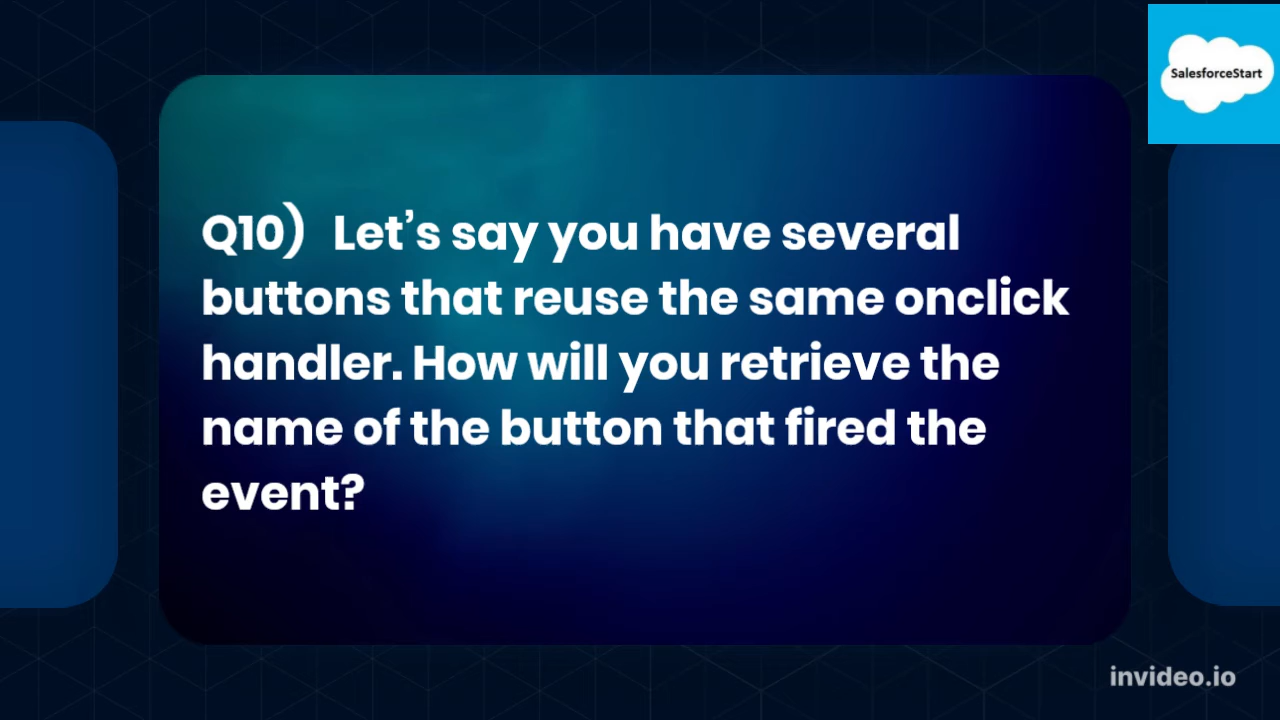 SalesforceStart
Q10) Let’s say you have several
buttons that reuse the same onclick
handler. How will you retrieve the
name of the button that fired the
event?
invideo.io